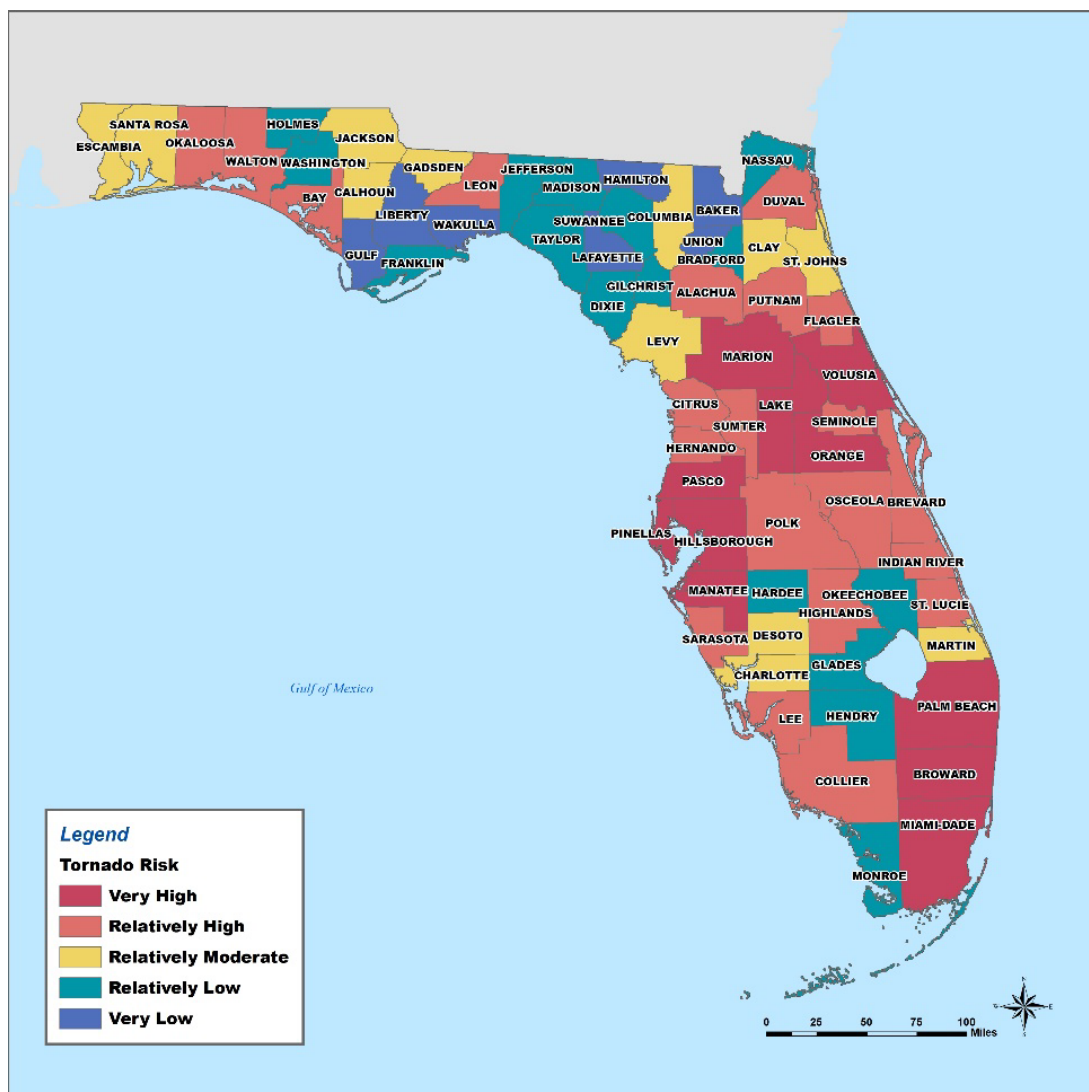 SANTA ROSA
ESCAMBIA
OKALOOSA
WALTON
HOLMES
WASHINGTON
BAY
JACKSON
CALHOUN
GADSDEN
LIBERTY
GULF
FRANKLIN
LEON
WAKULLA
JEFFERSON
MADISON
TAYLOR
HAMILTON
SUWANNEE
LAFAYETTE
DIXIE
COLUMBIA
GILCHRIST
BAKER
UNION
BRADFORD
NASSAU
DUVAL
CLAY
ST. JOHNS
ALACHUA
PUTNAM
FLAGLER
LEVY
MARION
VOLUSIA
CITRUS
SUMTER
LAKE
SEMINOLE
HERNANDO
ORANGE
PASCO
PINELLAS
HILLSBOROUGH
POLK
OSCEOLA
BREVARD
INDIAN RIVER
MANATEE
HARDEE
OKEECHOBEE
HIGHLANDS
ST. LUCIE
SARASOTA
DESOTO
MARTIN
CHARLOTTE
GLADES
LEE
HENDRY
PALM BEACH
COLLIER
BROWARD
MIAMI-DADE
MONROE
Gulf of Mexico
Legend
Tornado Risk
Very High
Relatively High
Relatively Moderate
Relatively Low
Very Low
N
W E
S
0 25 50 75 100
Miles